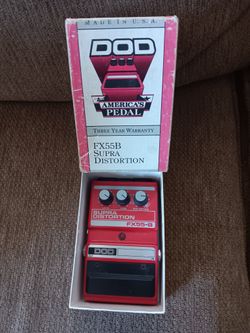 MADE IN U.S.A.
DOD
AMERICA'S
PEDAL
THREE YEAR WARRANTY
FX55B
SUPRA
DISTORTION
SUPRA
DISTORTION
FX55-B
DOD